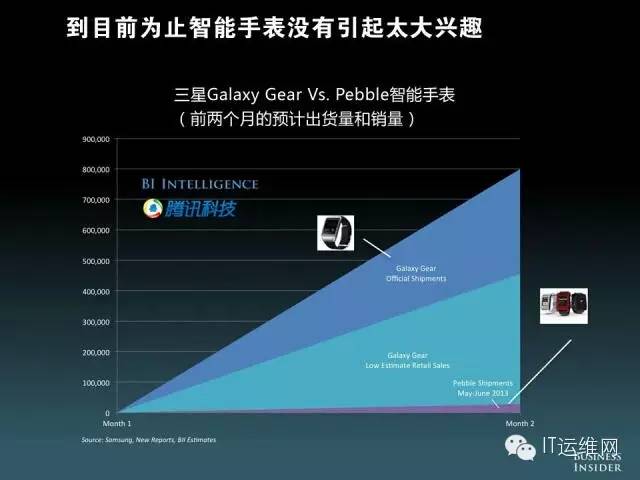 到目前为止智能手表没有引起太大兴趣
三星Galaxy Gear Vs. Pebble智能手表
（前两个月的预计出货量和销量）
900,000
800,000
700,000
600,000
500,000
400,000
300,000
200,000
100,000
0
BI INTELLIGENCE
腾讯科技
Galaxy Gear
Official Shipments
Galaxy Gear
Low Estimate Retail Sales
Pebble Shipments
May-June 2013
Month 1
Month 2
Source: Samsung, New Reports, BII Estimates
IT运维网
BUSINESS
INSIDER